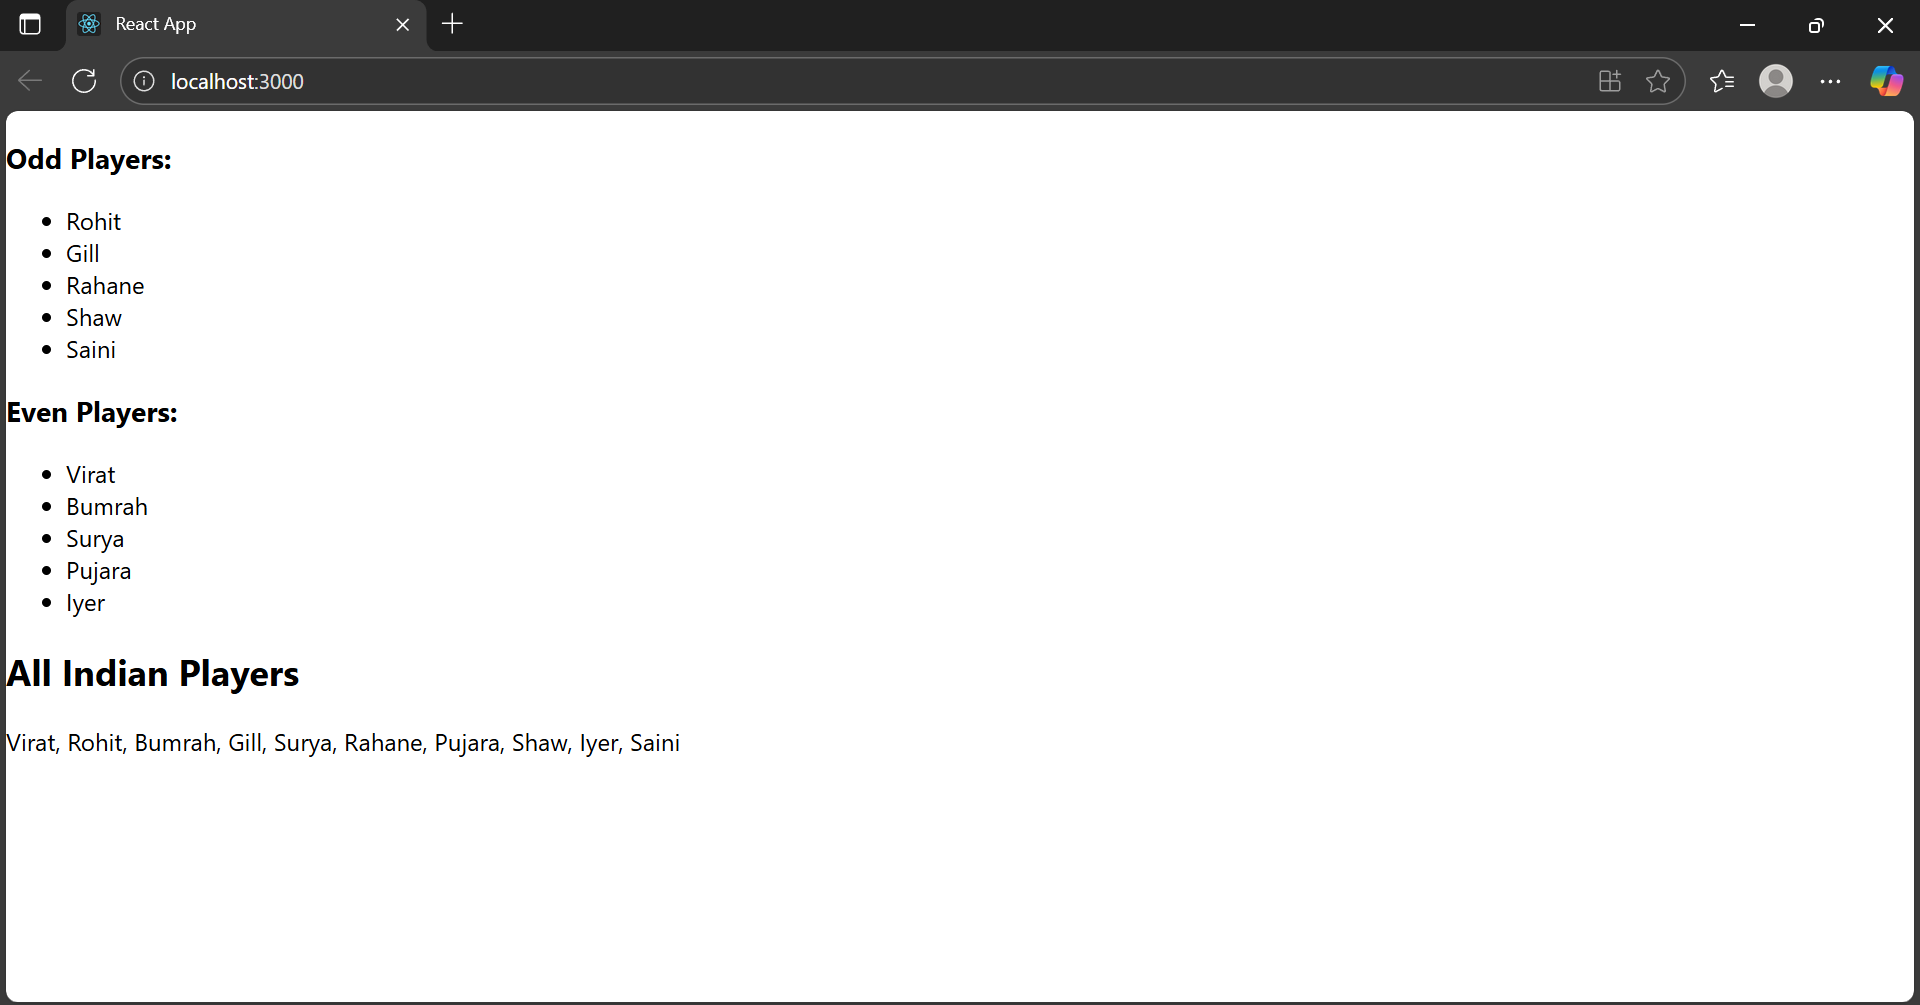 React App
localhost:3000
Odd Players:
Rohit
Gill
Rahane
Shaw
Saini
Even Players:
Virat
Bumrah
Surya
Pujara
Iyer
All Indian Players
Virat, Rohit, Bumrah, Gill, Surya, Rahane, Pujara, Shaw, Iyer, Saini